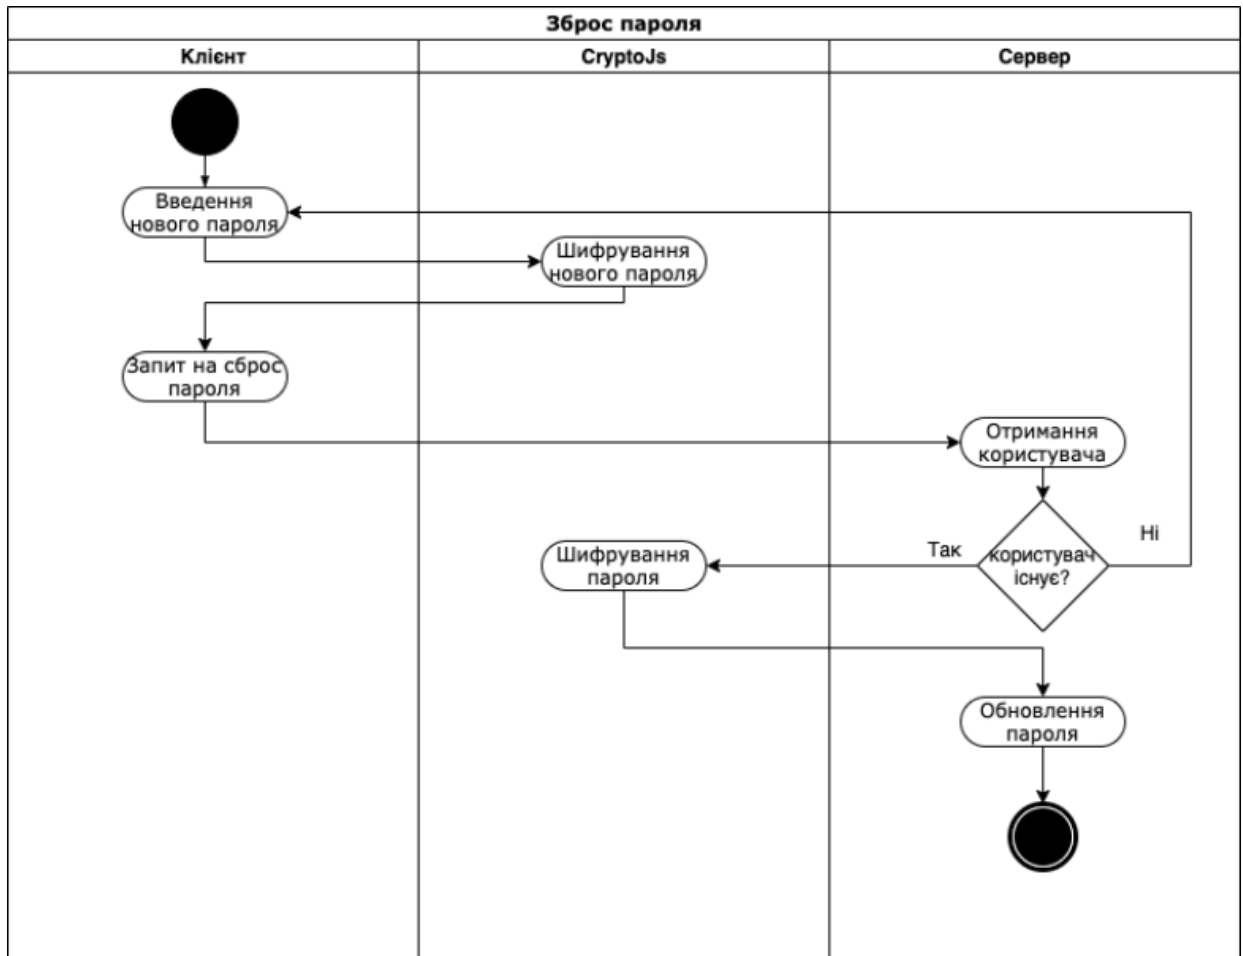 Зброс пароля
Клієнт
CryptoJs
Сервер
Введення
нового пароля
Шифрування
нового пароля
Запит на сброс
пароля
Отримання
користувача
Ні
Так
користувач
існує?
Шифрування
пароля
Обновлення
пароля